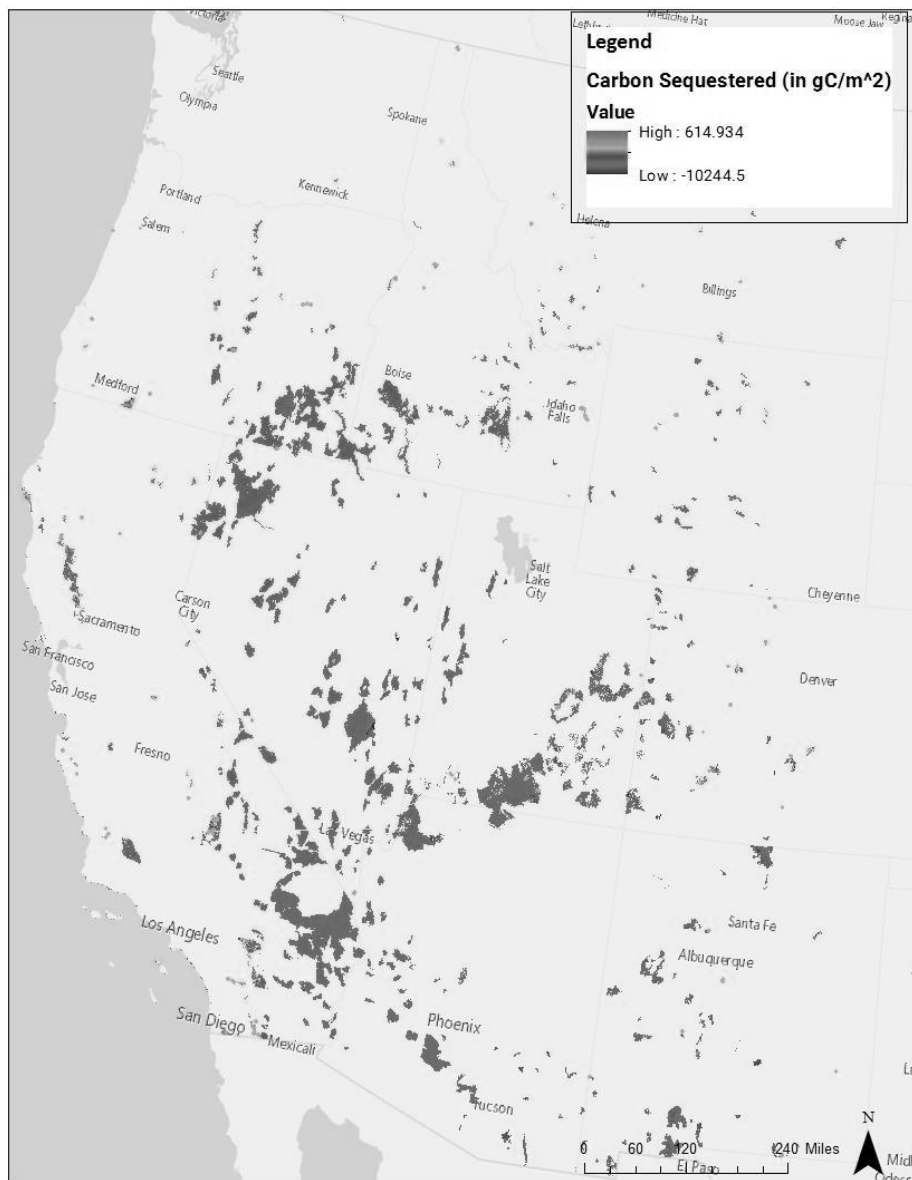 Victoria
Medicine Hat
Moose Jaw
Legend
Carbon Sequestered (in gC/m^2)
Value
High : 614.934
Low : -10244.5
Seattle
Olympia
Spokane
Kennewick
Portland
Salem
Helena
Billings
Medford
Boise
Idaho
Falls
Salt
Lake
City
Cheyenne
Carson
City
Sacramento
San Francisco
San Jose
Denver
Fresno
Las Vegas
Los Angeles
Santa Fe
Albuquerque
San Diego
Mexicali
Phoenix
Tucson
El Paso
N
0 60 120 240 Miles